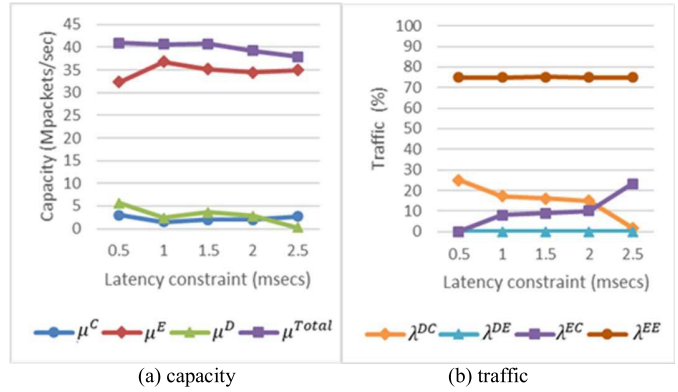 45
40
35
30
25
20
15
10
5
0
Capacity (Mpackets/sec)
0.5 1 1.5 2 2.5
Latency constraint (msecs)
μ^C μ^E μ^D μ^Total
(a) capacity
100
90
80
70
60
50
40
30
20
10
0
Traffic (%)
0.5 1 1.5 2 2.5
Latency constraint (msecs)
λ^DC λ^DE λ^EC λ^EE
(b) traffic